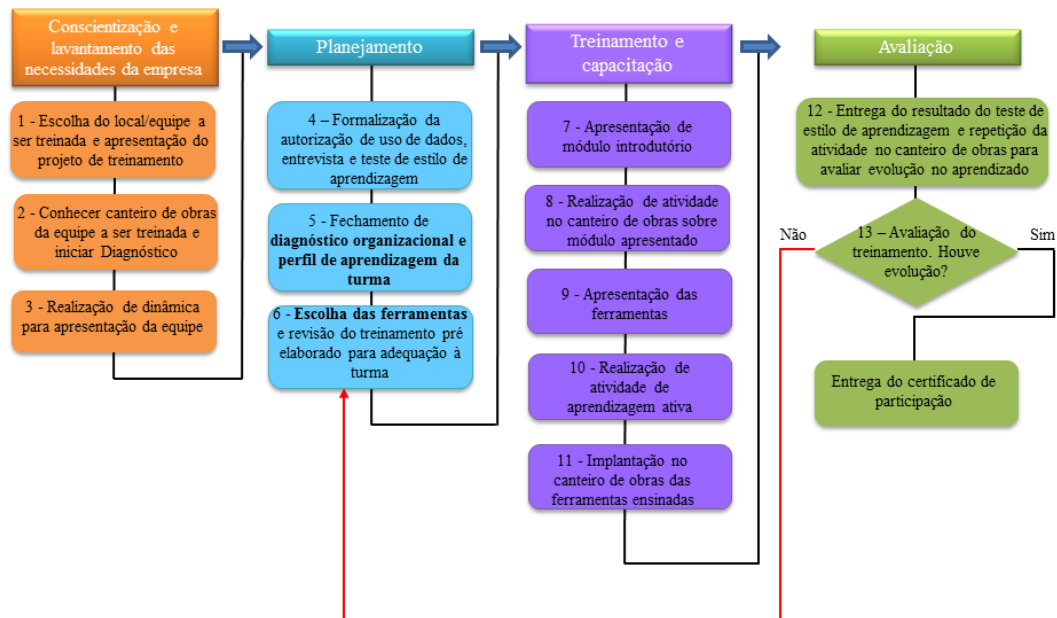 Conscientização e
lavantamento das
necessidades da empresa
1 - Escolha do local/equipe a
ser treinada e apresentação do
projeto de treinamento
2 - Conhecer canteiro de obras
da equipe a ser treinada e
iniciar Diagnóstico
3 - Realização de dinâmica
para apresentação da equipe
Planejamento
4 – Formalização da
autorização de uso de dados,
entrevista e teste de estilo de
aprendizagem
5 - Fechamento de
diagnóstico organizacional e
perfil de aprendizagem da
turma
6 - Escolha das ferramentas
e revisão do treinamento pré
elaborado para adequação à
turma
Treinamento e
capacitação
7 - Apresentação de
módulo introdutório
8 - Realização de atividade
no canteiro de obras sobre
módulo apresentado
9 - Apresentação das
ferramentas
10 - Realização de
atividade de
aprendizagem ativa
11 - Implantação no
canteiro de obras das
ferramentas ensinadas
Avaliação
12 - Entrega do resultado do teste de
estilo de aprendizagem e repetição da
atividade no canteiro de obras para
avaliar evolução no aprendizado
Não
13 – Avaliação do
treinamento. Houve
evolução?
Sim
Entrega do certificado de
participação